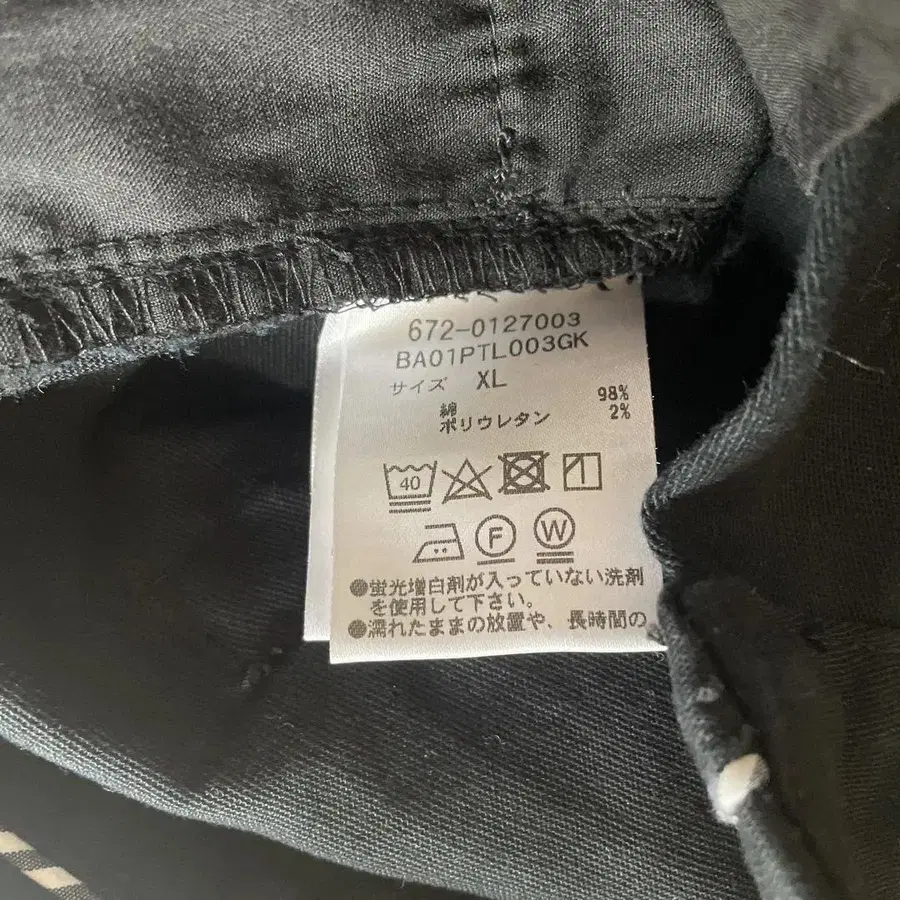 672-0127003
BA01PTL003GK
サイズ XL
綿 98%
ポリウレタン 2%
40
F W
●蛍光増白剤が入っていない洗剤
を使用して下さい。
●濡れたままの放置や、長時間の